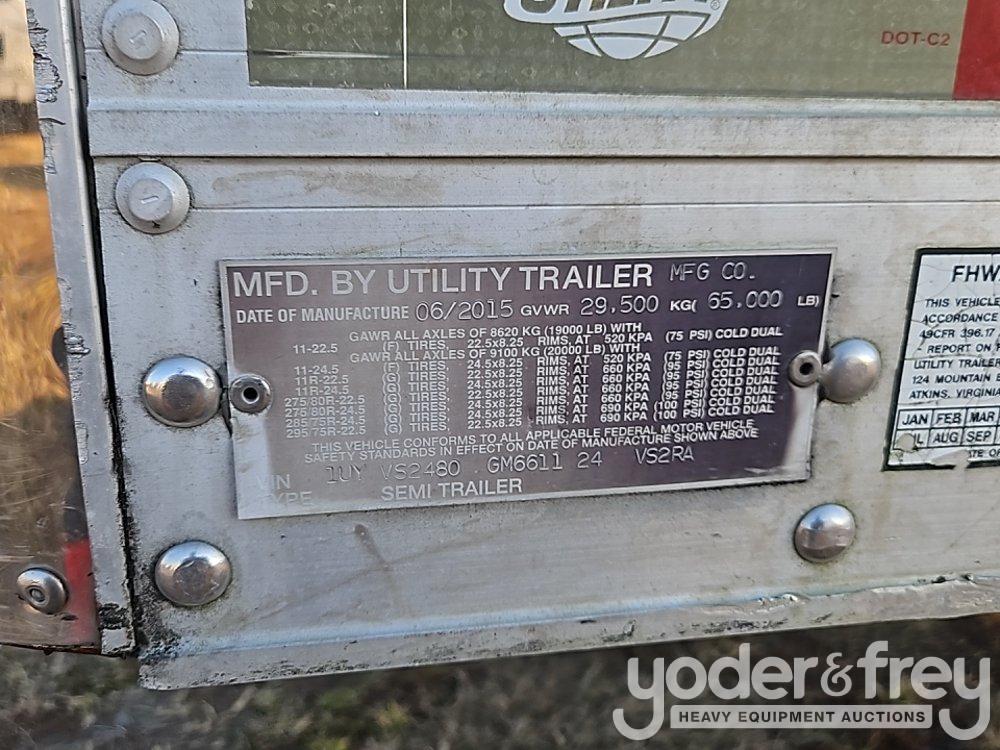 DOT-C2
MFD. BY UTILITY TRAILER MFG CO.
DATE OF MANUFACTURE 06/2015 GVWR 29,500 KG( 65,000 LB)
GAWR ALL AXLES OF 8620 KG (19000 LB) WITH
11-22.5 (F) TIRES, 22.5x8.25 RIMS, AT 520 KPA (75 PSI) COLD DUAL
GAWR ALL AXLES OF 9100 KG (20000 LB) WITH
11-24.5 (F) TIRES, 24.5x8.25 RIMS, AT 520 KPA (75 PSI) COLD DUAL
11R-22.5 (G) TIRES, 22.5x8.25 RIMS, AT 660 KPA (95 PSI) COLD DUAL
11R-24.5 (G) TIRES, 24.5x8.25 RIMS, AT 660 KPA (95 PSI) COLD DUAL
275/80R-22.5 (G) TIRES, 22.5x8.25 RIMS, AT 660 KPA (95 PSI) COLD DUAL
275/80R-24.5 (G) TIRES, 24.5x8.25 RIMS, AT 660 KPA (95 PSI) COLD DUAL
285/75R-24.5 (G) TIRES, 24.5x8.25 RIMS, AT 690 KPA (100 PSI) COLD DUAL
295/75R-22.5 (G) TIRES, 22.5x8.25 RIMS, AT 690 KPA (100 PSI) COLD DUAL
THIS VEHICLE CONFORMS TO ALL APPLICABLE FEDERAL MOTOR VEHICLE
SAFETY STANDARDS IN EFFECT ON DATE OF MANUFACTURE SHOWN ABOVE
VIN 1UY VS2480 GM6611 24 VS2RA
TYPE SEMI TRAILER
FHW
THIS VEHICLE
ACCORDANCE
49CFR 396.17
REPORT ON
UTILITY TRAILE
124 MOUNTAIN
ATKINS, VIRGINI
JAN FEB MAR
AUG SEP
yoder&frey
HEAVY EQUIPMENT AUCTIONS